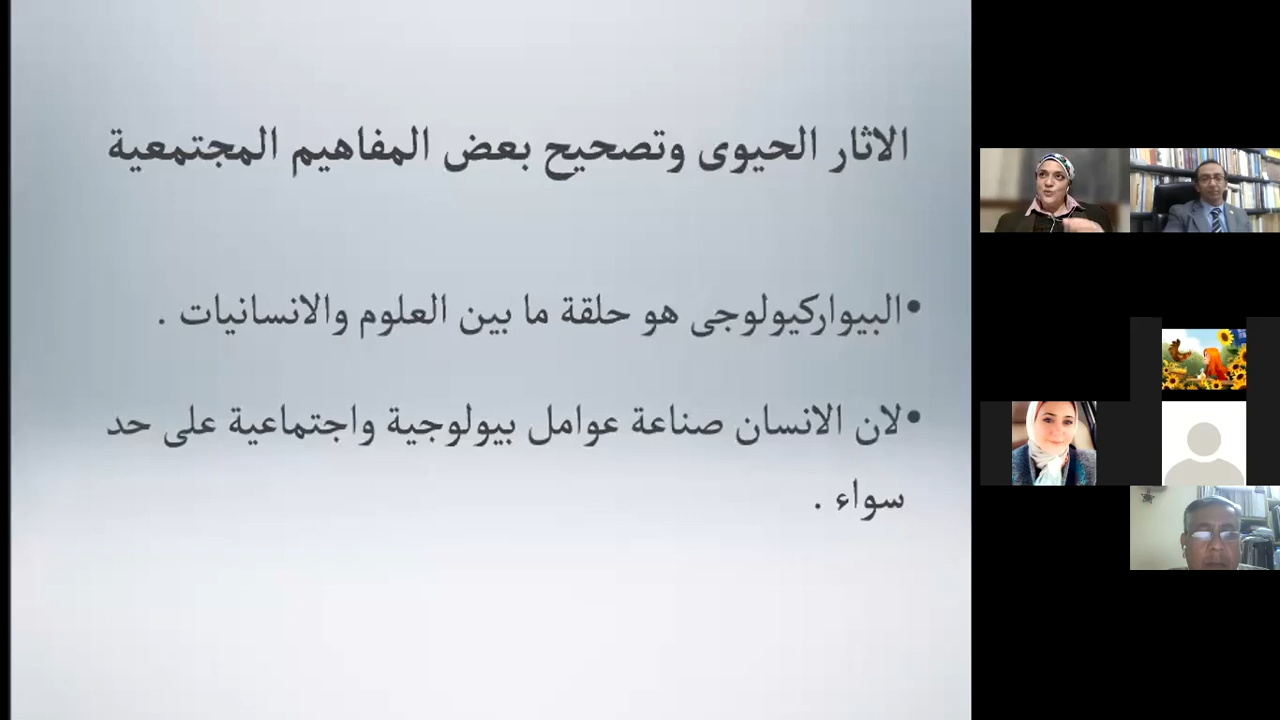 الاثار الحيوى وتصحيح بعض المفاهيم المجتمعية
•البيواركيولوجى هو حلقة ما بين العلوم والانسانيات .
•لان الانسان صناعة عوامل بيولوجية واجتماعية على حد
سواء .